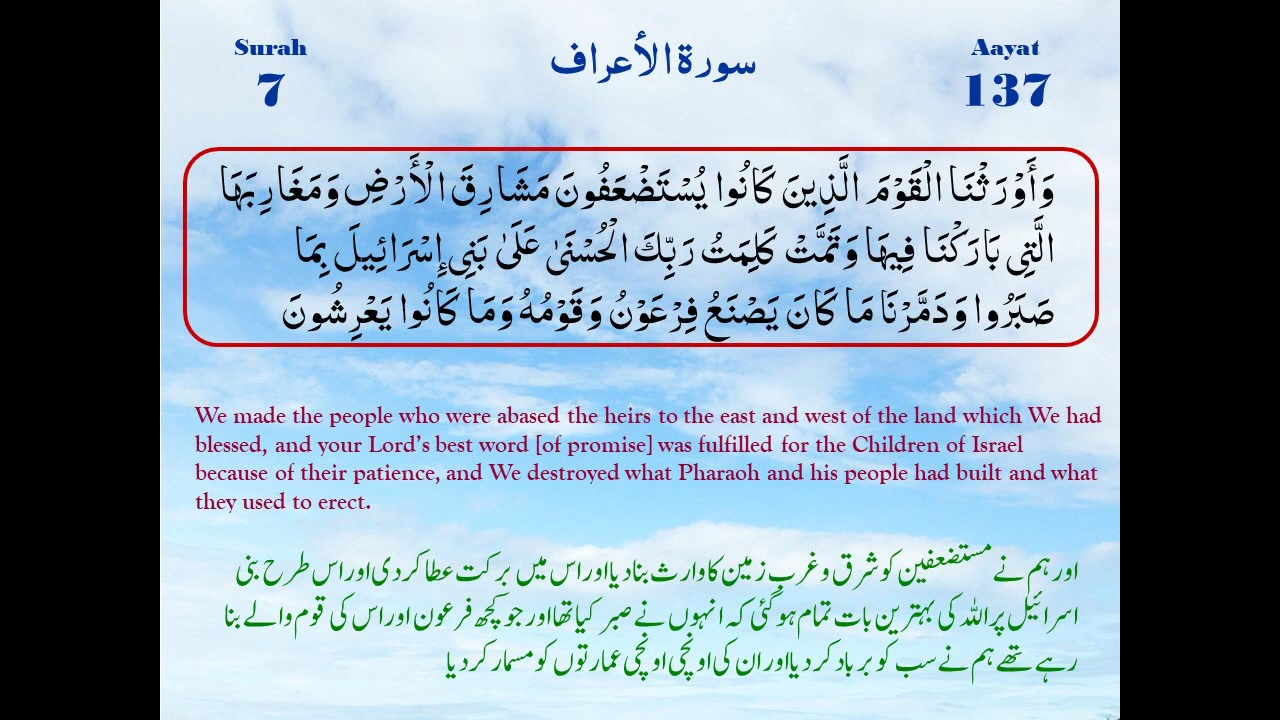 Surah
7
سورة الأعراف
Aayat
137
وَأَوْرَثْنَا الْقَوْمَ الَّذِينَ كَانُوا يُسْتَضْعَفُونَ مَشَارِقَ الْأَرْضِ وَمَغَارِبَهَا
الَّتِي بَارَكْنَا فِيهَا وَتَمَّتْ كَلِمَتُ رَبِّكَ الْحُسْنَىٰ عَلَىٰ بَنِي إِسْرَائِيلَ بِمَا
صَبَرُوا وَدَمَّرْنَا مَا كَانَ يَصْنَعُ فِرْعَوْنُ وَقَوْمُهُ وَمَا كَانُوا يَعْرِشُونَ
We made the people who were abased the heirs to the east and west of the land which We had
blessed, and your Lord’s best word [of promise] was fulfilled for the Children of Israel
because of their patience, and We destroyed what Pharaoh and his people had built and what
they used to erect.
اور ہم نے مستضعفین کو شرق و غرب زمین کا وارث بنا دیا اور اس میں برکت عطا کر دی اور اس طرح بنی
اسرائیل پر اللہ کی بہترین بات تمام ہو گئی کہ انہوں نے صبر کیا تھا اور جو کچھ فرعون اور اس کی قوم والے بنا
رہے تھے ہم نے سب کو برباد کر دیا اور ان کی اونچی اونچی عمارتوں کو مسمار کر دیا